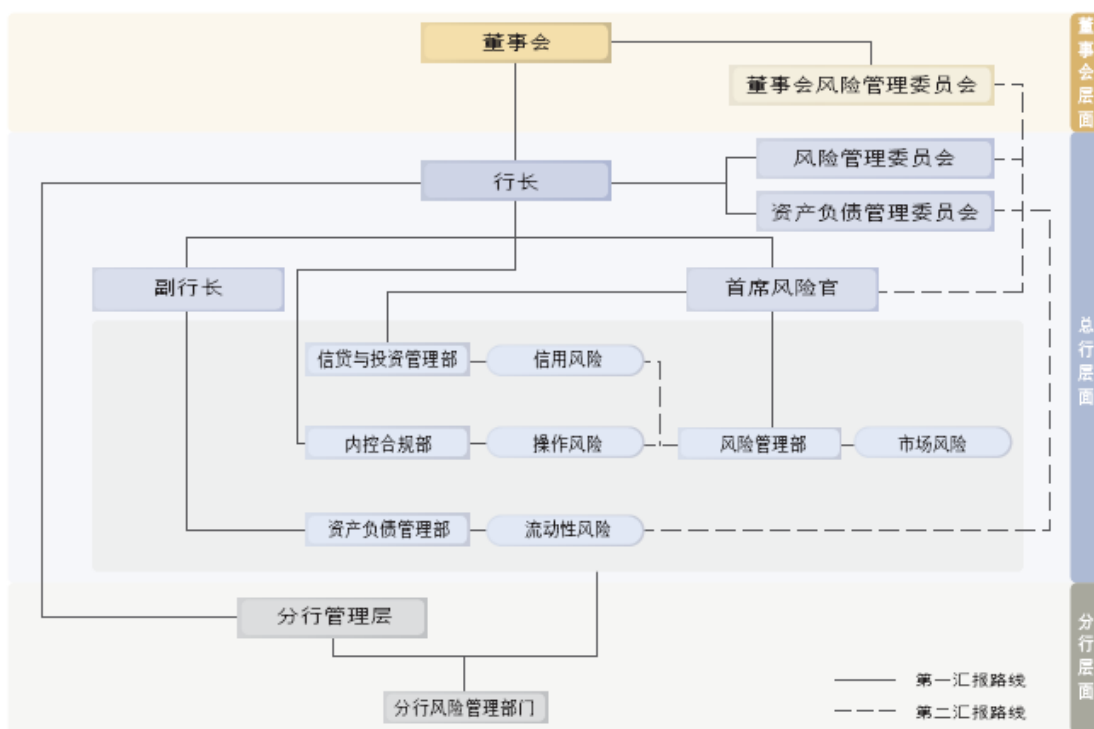 董事会
董事会风险管理委员会
董事会层面
风险管理委员会
行长
资产负债管理委员会
副行长
首席风险官
信贷与投资管理部
信用风险
内控合规部
操作风险
风险管理部
市场风险
资产负债管理部
流动性风险
总行层面
分行管理层
分行风险管理部门
分行层面
第一汇报路线
第二汇报路线